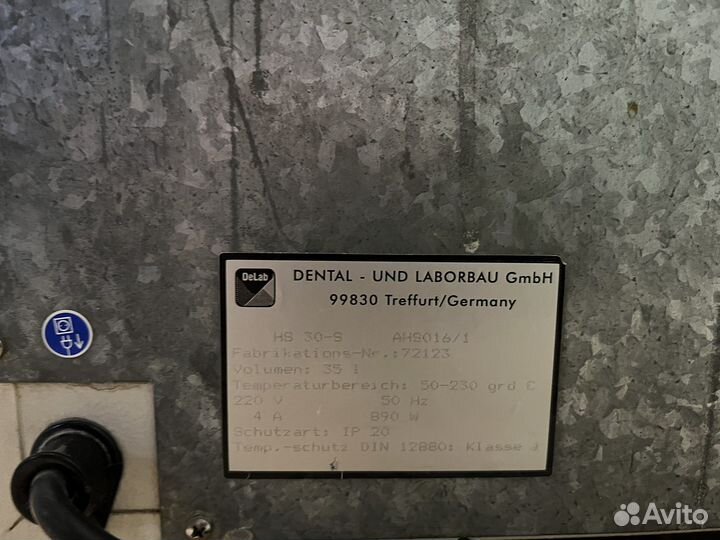 DeLab
DENTAL - UND LABORBAU GmbH
99830 Treffurt/Germany
HS 30-S AHS016/1
Fabrikations-Nr.:72123
Volumen: 35 l
Temperaturbereich: 50-230 grd C
220 V 50 Hz
4 A 890 W
Schutzart: IP 20
Temp.-schutz DIN 12880: Klasse
Avito